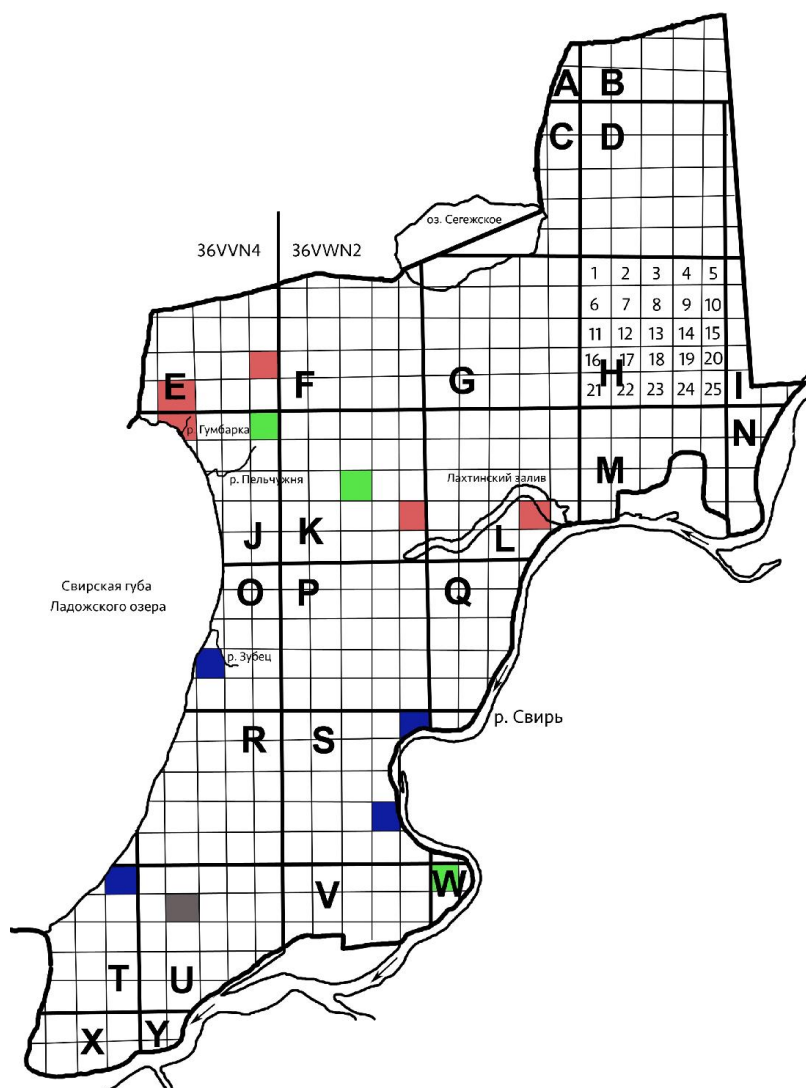 A B
C D
оз. Сегежское
36VVN4 36VWN2
1 2 3 4 5
6 7 8 9 10
11 12 13 14 15
16 17 18 19 20
21 22 23 24 25
E F G H I
р. Гумбарка
N
р. Пельчужня
Лахтинский залив
M
J K L
Свирская губа
Ладожского озера
O P Q
р. Зубец
р. Свирь
R S
V W
T U
X Y